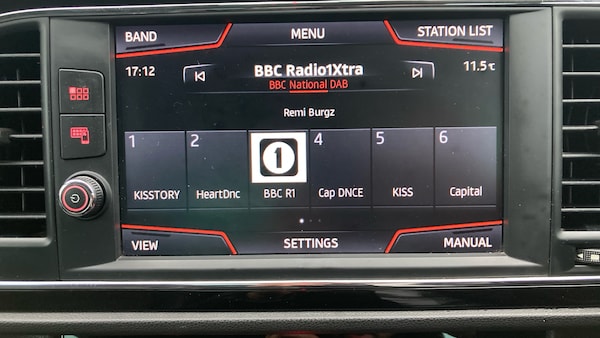 BAND MENU STATION LIST
17:12 BBC Radio1Xtra 11.5°C
BBC National DAB
Remi Burgz
1 2 1 4 5 6
KISSTORY HeartDnc BBC R1 Cap DNCE KISS Capital
VIEW SETTINGS MANUAL